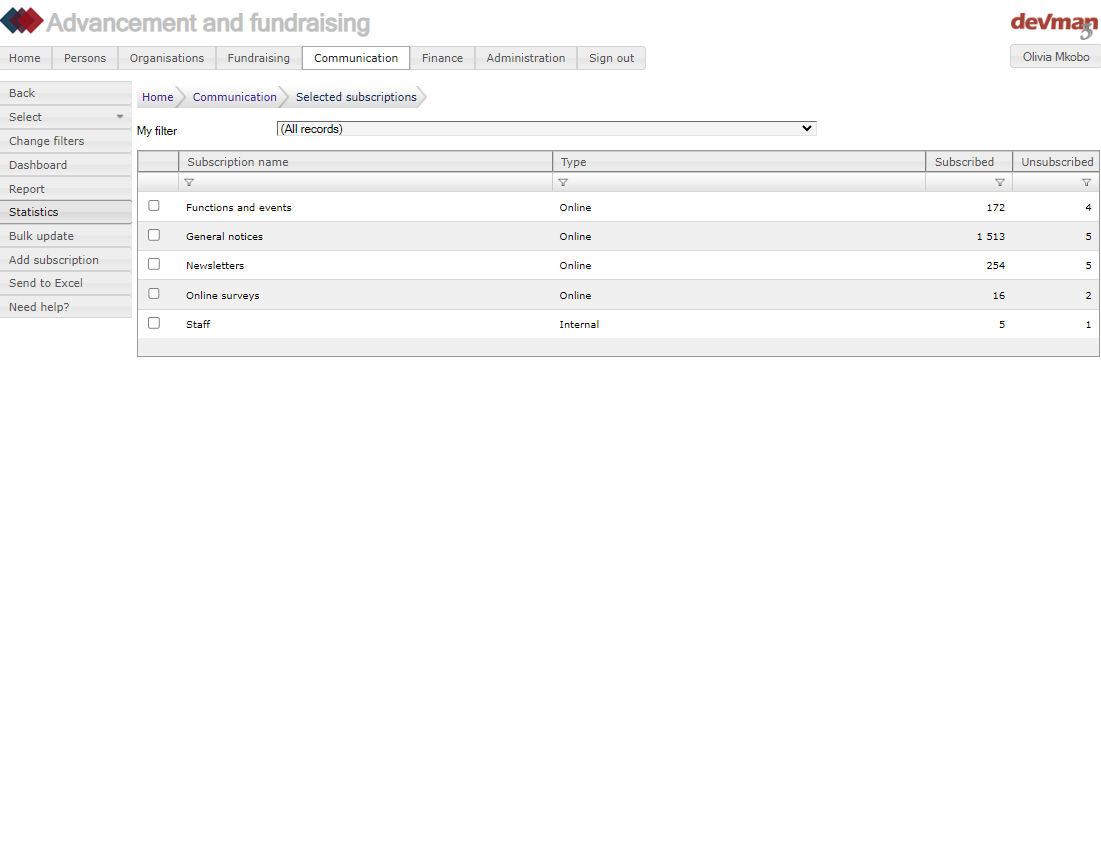 Advancement and fundraising
devman
5
Home Persons Organisations Fundraising Communication Finance Administration Sign out
Olivia Mkobo
Back
Select
Change filters
Dashboard
Report
Statistics
Bulk update
Add subscription
Send to Excel
Need help?
Home Communication Selected subscriptions
My filter (All records)
Subscription name Type Subscribed Unsubscribed
Functions and events Online 172 4
General notices Online 1 513 5
Newsletters Online 254 5
Online surveys Online 16 2
Staff Internal 5 1